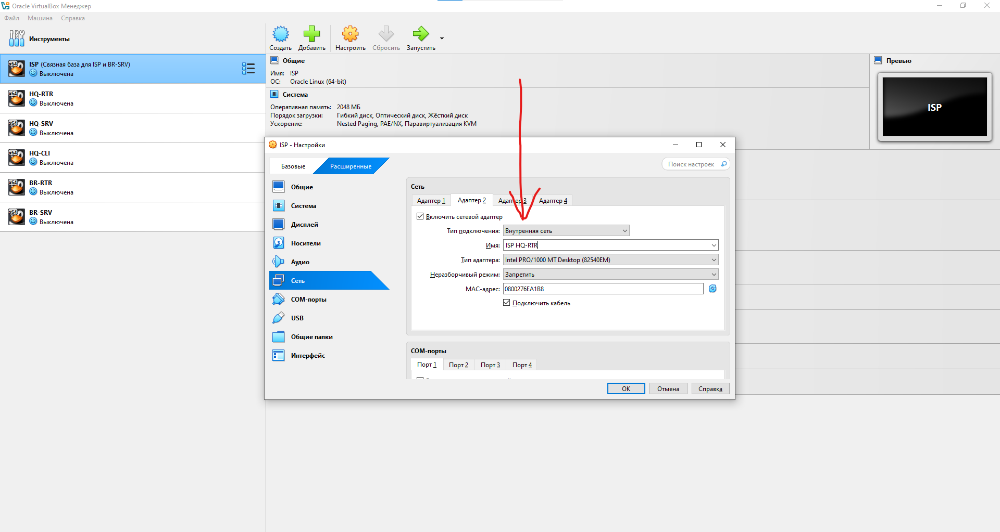 Oracle VirtualBox Менеджер
Файл Машина Справка
Инструменты
Создать Добавить Настроить Сбросить Запустить
x64 ISP (Связная база для ISP и BR-SRV)
Выключена
x64 HQ-RTR
Выключена
x64 HQ-SRV
Выключена
x64 HQ-CLI
Выключена
x64 BR-RTR
Выключена
x64 BR-SRV
Выключена
Общие
Имя: ISP
ОС: Oracle Linux (64-bit)
Система
Оперативная память: 2048 МБ
Порядок загрузки: Гибкий диск, Оптический диск, Жёсткий диск
Ускорение: Nested Paging, PAE/NX, Паравиртуализация KVM
Превью
ISP
ISP - Настройки
Базовые Расширенные
Поиск настроек
Общие
Система
Дисплей
Носители
Аудио
Сеть
COM-порты
USB
Общие папки
Интерфейс
Сеть
Адаптер 1 Адаптер 2 Адаптер 3 Адаптер 4
Включить сетевой адаптер
Тип подключения: Внутренняя сеть
Имя: ISP HQ-RTR
Тип адаптера: Intel PRO/1000 MT Desktop (82540EM)
Неразборчивый режим: Запретить
MAC-адрес: 0800276EA1B8
Подключить кабель
COM-порты
Порт 1 Порт 2 Порт 3 Порт 4
OK Отмена Справка